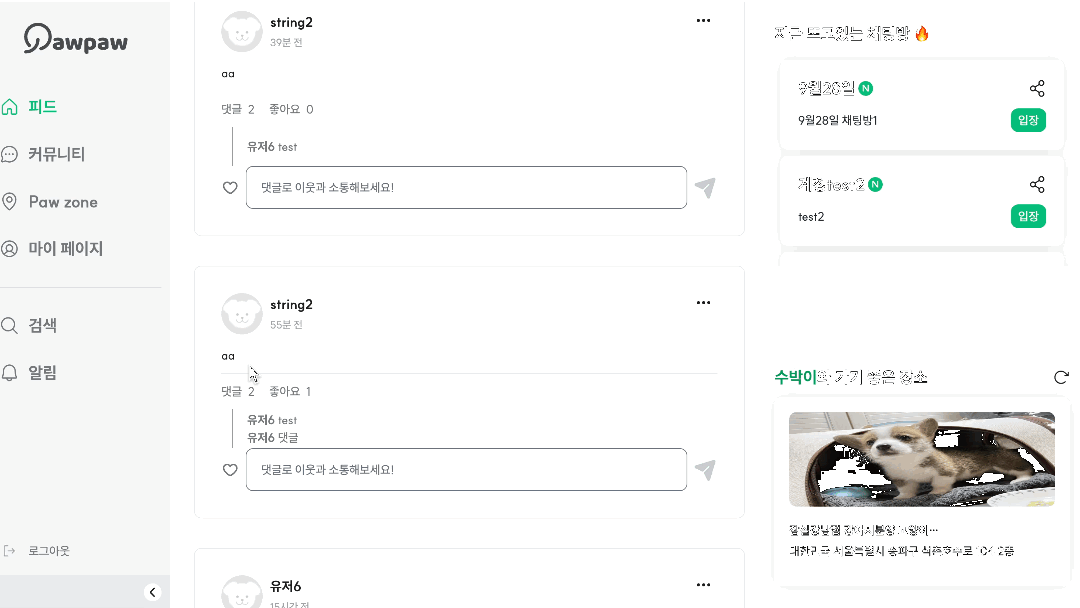 Pawpaw
피드
커뮤니티
Paw zone
마이 페이지
검색
알림
로그아웃
string2
39분 전
aa
댓글 2 좋아요 0
유저6 test
댓글로 이웃과 소통해보세요!
string2
55분 전
aa
댓글 2 좋아요 1
유저6 test
유저6 댓글
댓글로 이웃과 소통해보세요!
유저6
15시간 전
지금 뜨고있는 채팅방
9월28일 N
9월28일 채팅방1
입장
test2 N
test2
입장
수박이와 가기 좋은 장소
대한민국 서울특별시 송파구